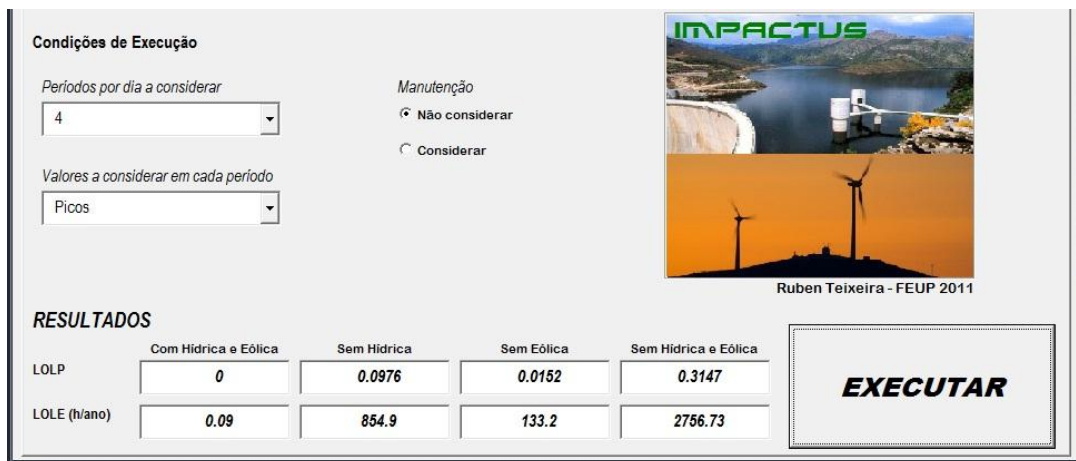 IMPACTUS
Condições de Execução
Períodos por dia a considerar
4
Manutenção
Não considerar
Considerar
Valores a considerar em cada período
Picos
Ruben Teixeira - FEUP 2011
RESULTADOS
Com Hídrica e Eólica Sem Hídrica Sem Eólica Sem Hídrica e Eólica
LOLP 0 0.0976 0.0152 0.3147
LOLE (h/ano) 0.09 854.9 133.2 2756.73
EXECUTAR